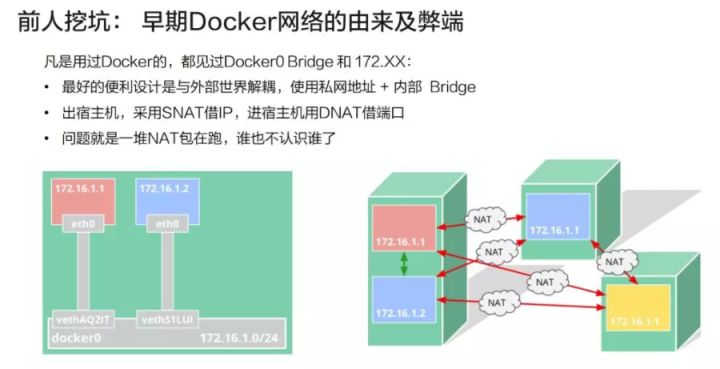 前人挖坑： 早期Docker网络的由来及弊端
凡是用过Docker的，都见过Docker0 Bridge 和 172.XX：
• 最好的便利设计是与外部世界解耦，使用私网地址 + 内部 Bridge
• 出宿主机，采用SNAT借IP，进宿主机用DNAT借端口
• 问题就是一堆NAT包在跑，谁也不认识谁了
172.16.1.1
172.16.1.2
eth0
eth0
vethAQ2IT
vethS1LUI
docker0
172.16.1.0/24
172.16.1.1
172.16.1.2
172.16.1.1
172.16.1.1
NAT
NAT
NAT
NAT
NAT